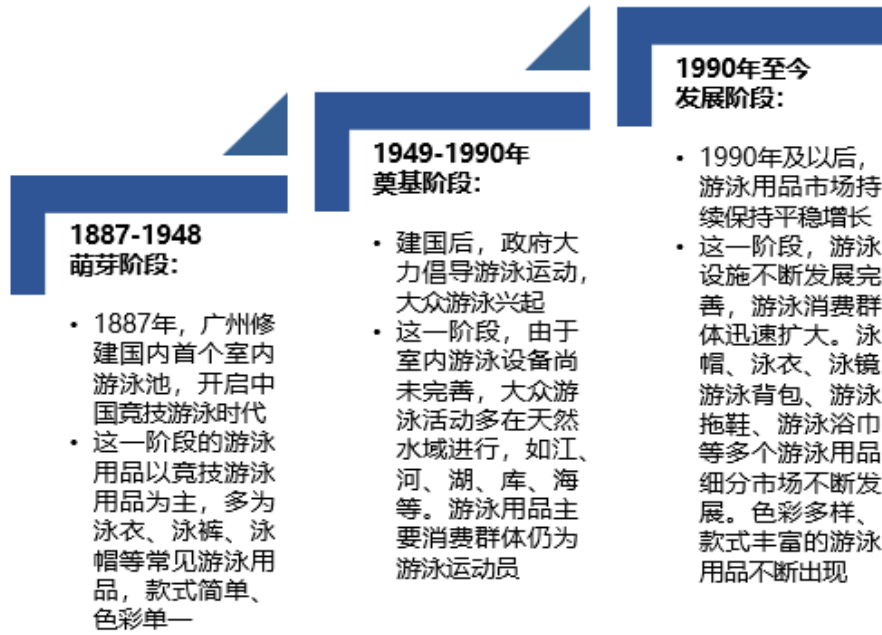 1887-1948
萌芽阶段：
• 1887年，广州修
建国内首个室内
游泳池，开启中
国竞技游泳时代
• 这一阶段的游泳
用品以竞技游泳
用品为主，多为
泳衣、泳裤、泳
帽等常见游泳用
品，款式简单、
色彩单一
1949-1990年
奠基阶段：
• 建国后，政府大
力倡导游泳运动，
大众游泳兴起
• 这一阶段，由于
室内游泳设备尚
未完善，大众游
泳活动多在天然
水域进行，如江、
河、湖、库、海
等。游泳用品主
要消费群体仍为
游泳运动员
1990年至今
发展阶段：
• 1990年及以后，
游泳用品市场持
续保持平稳增长
• 这一阶段，游泳
设施不断发展完
善，游泳消费群
体迅速扩大。泳
帽、泳衣、泳镜
游泳背包、游泳
拖鞋、游泳浴巾
等多个游泳用品
细分市场不断发
展。色彩多样、
款式丰富的游泳
用品不断出现